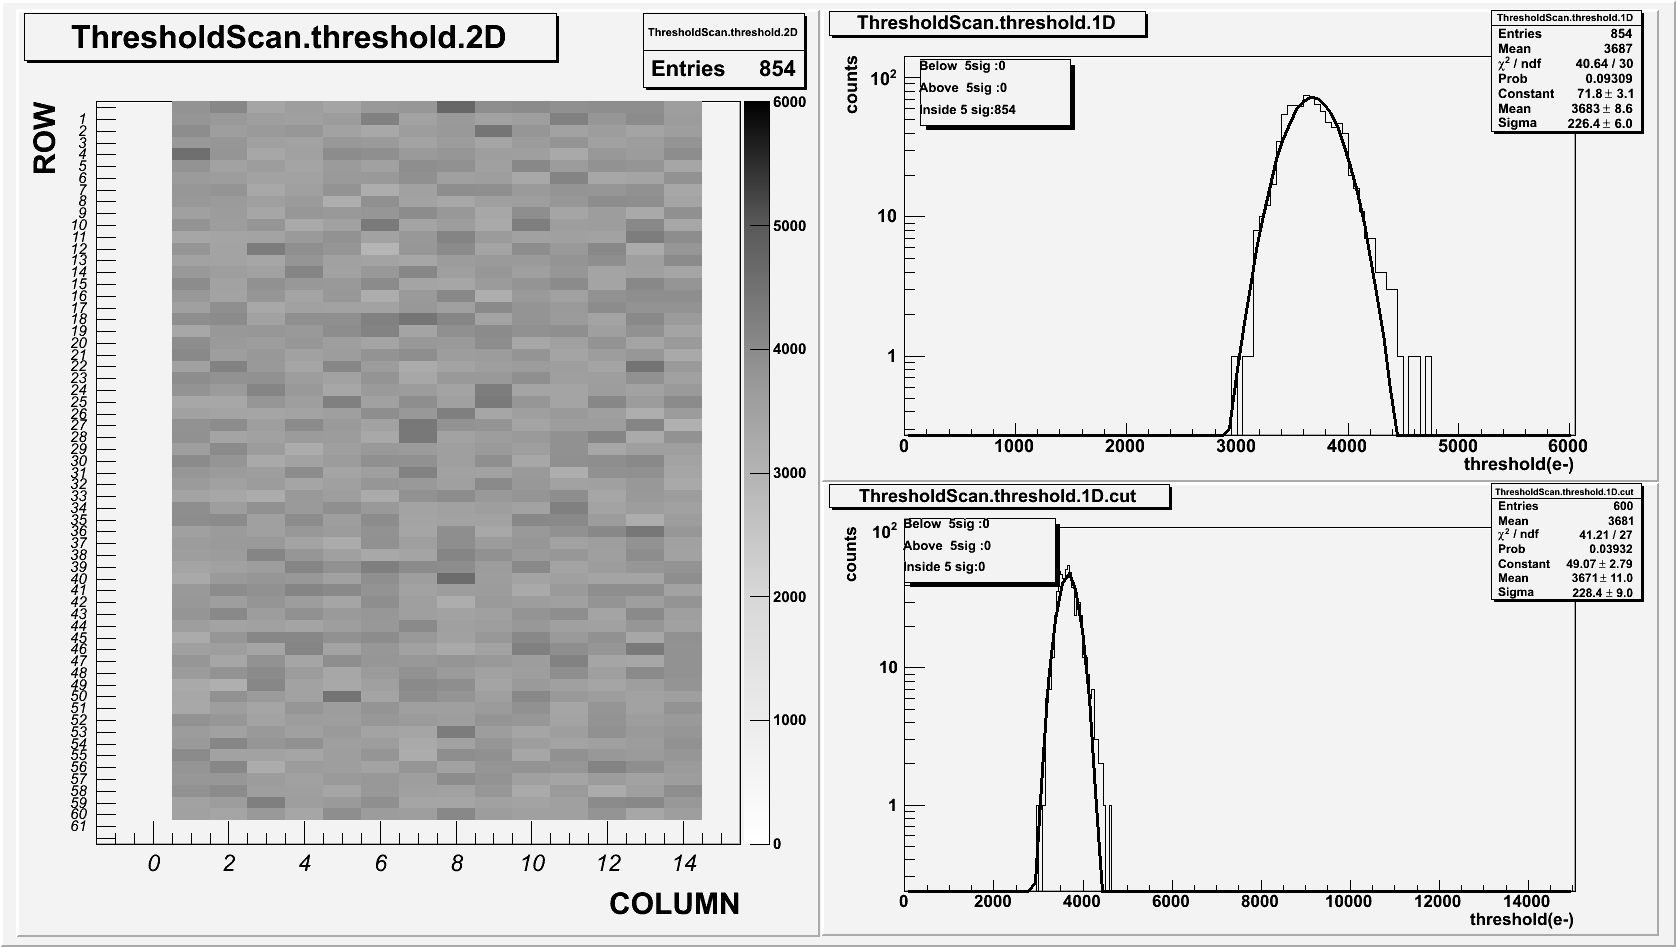 ThresholdScan.threshold.2D
ThresholdScan.threshold.2D
Entries 854
ROW
1
2
3
4
5
6
7
8
9
10
11
12
13
14
15
16
17
18
19
20
21
22
23
24
25
26
27
28
29
30
31
32
33
34
35
36
37
38
39
40
41
42
43
44
45
46
47
48
49
50
51
52
53
54
55
56
57
58
59
60
61
0 2 4 6 8 10 12 14
COLUMN
6000
5000
4000
3000
2000
1000
0
ThresholdScan.threshold.1D
ThresholdScan.threshold.1D
Entries 854
Mean 3687
χ² / ndf 40.64 / 30
Prob 0.09309
Constant 71.8 ± 3.1
Mean 3683 ± 8.6
Sigma 226.4 ± 6.0
Below 5sig :0
Above 5sig :0
Inside 5 sig:854
counts
10²
10
1
0 1000 2000 3000 4000 5000 6000
threshold(e-)
ThresholdScan.threshold.1D.cut
ThresholdScan.threshold.1D.cut
Entries 600
Mean 3681
χ² / ndf 41.21 / 27
Prob 0.03932
Constant 49.07 ± 2.79
Mean 3671 ± 11.0
Sigma 228.4 ± 9.0
Below 5sig :0
Above 5sig :0
Inside 5 sig:0
counts
10²
10
1
0 2000 4000 6000 8000 10000 12000 14000
threshold(e-)